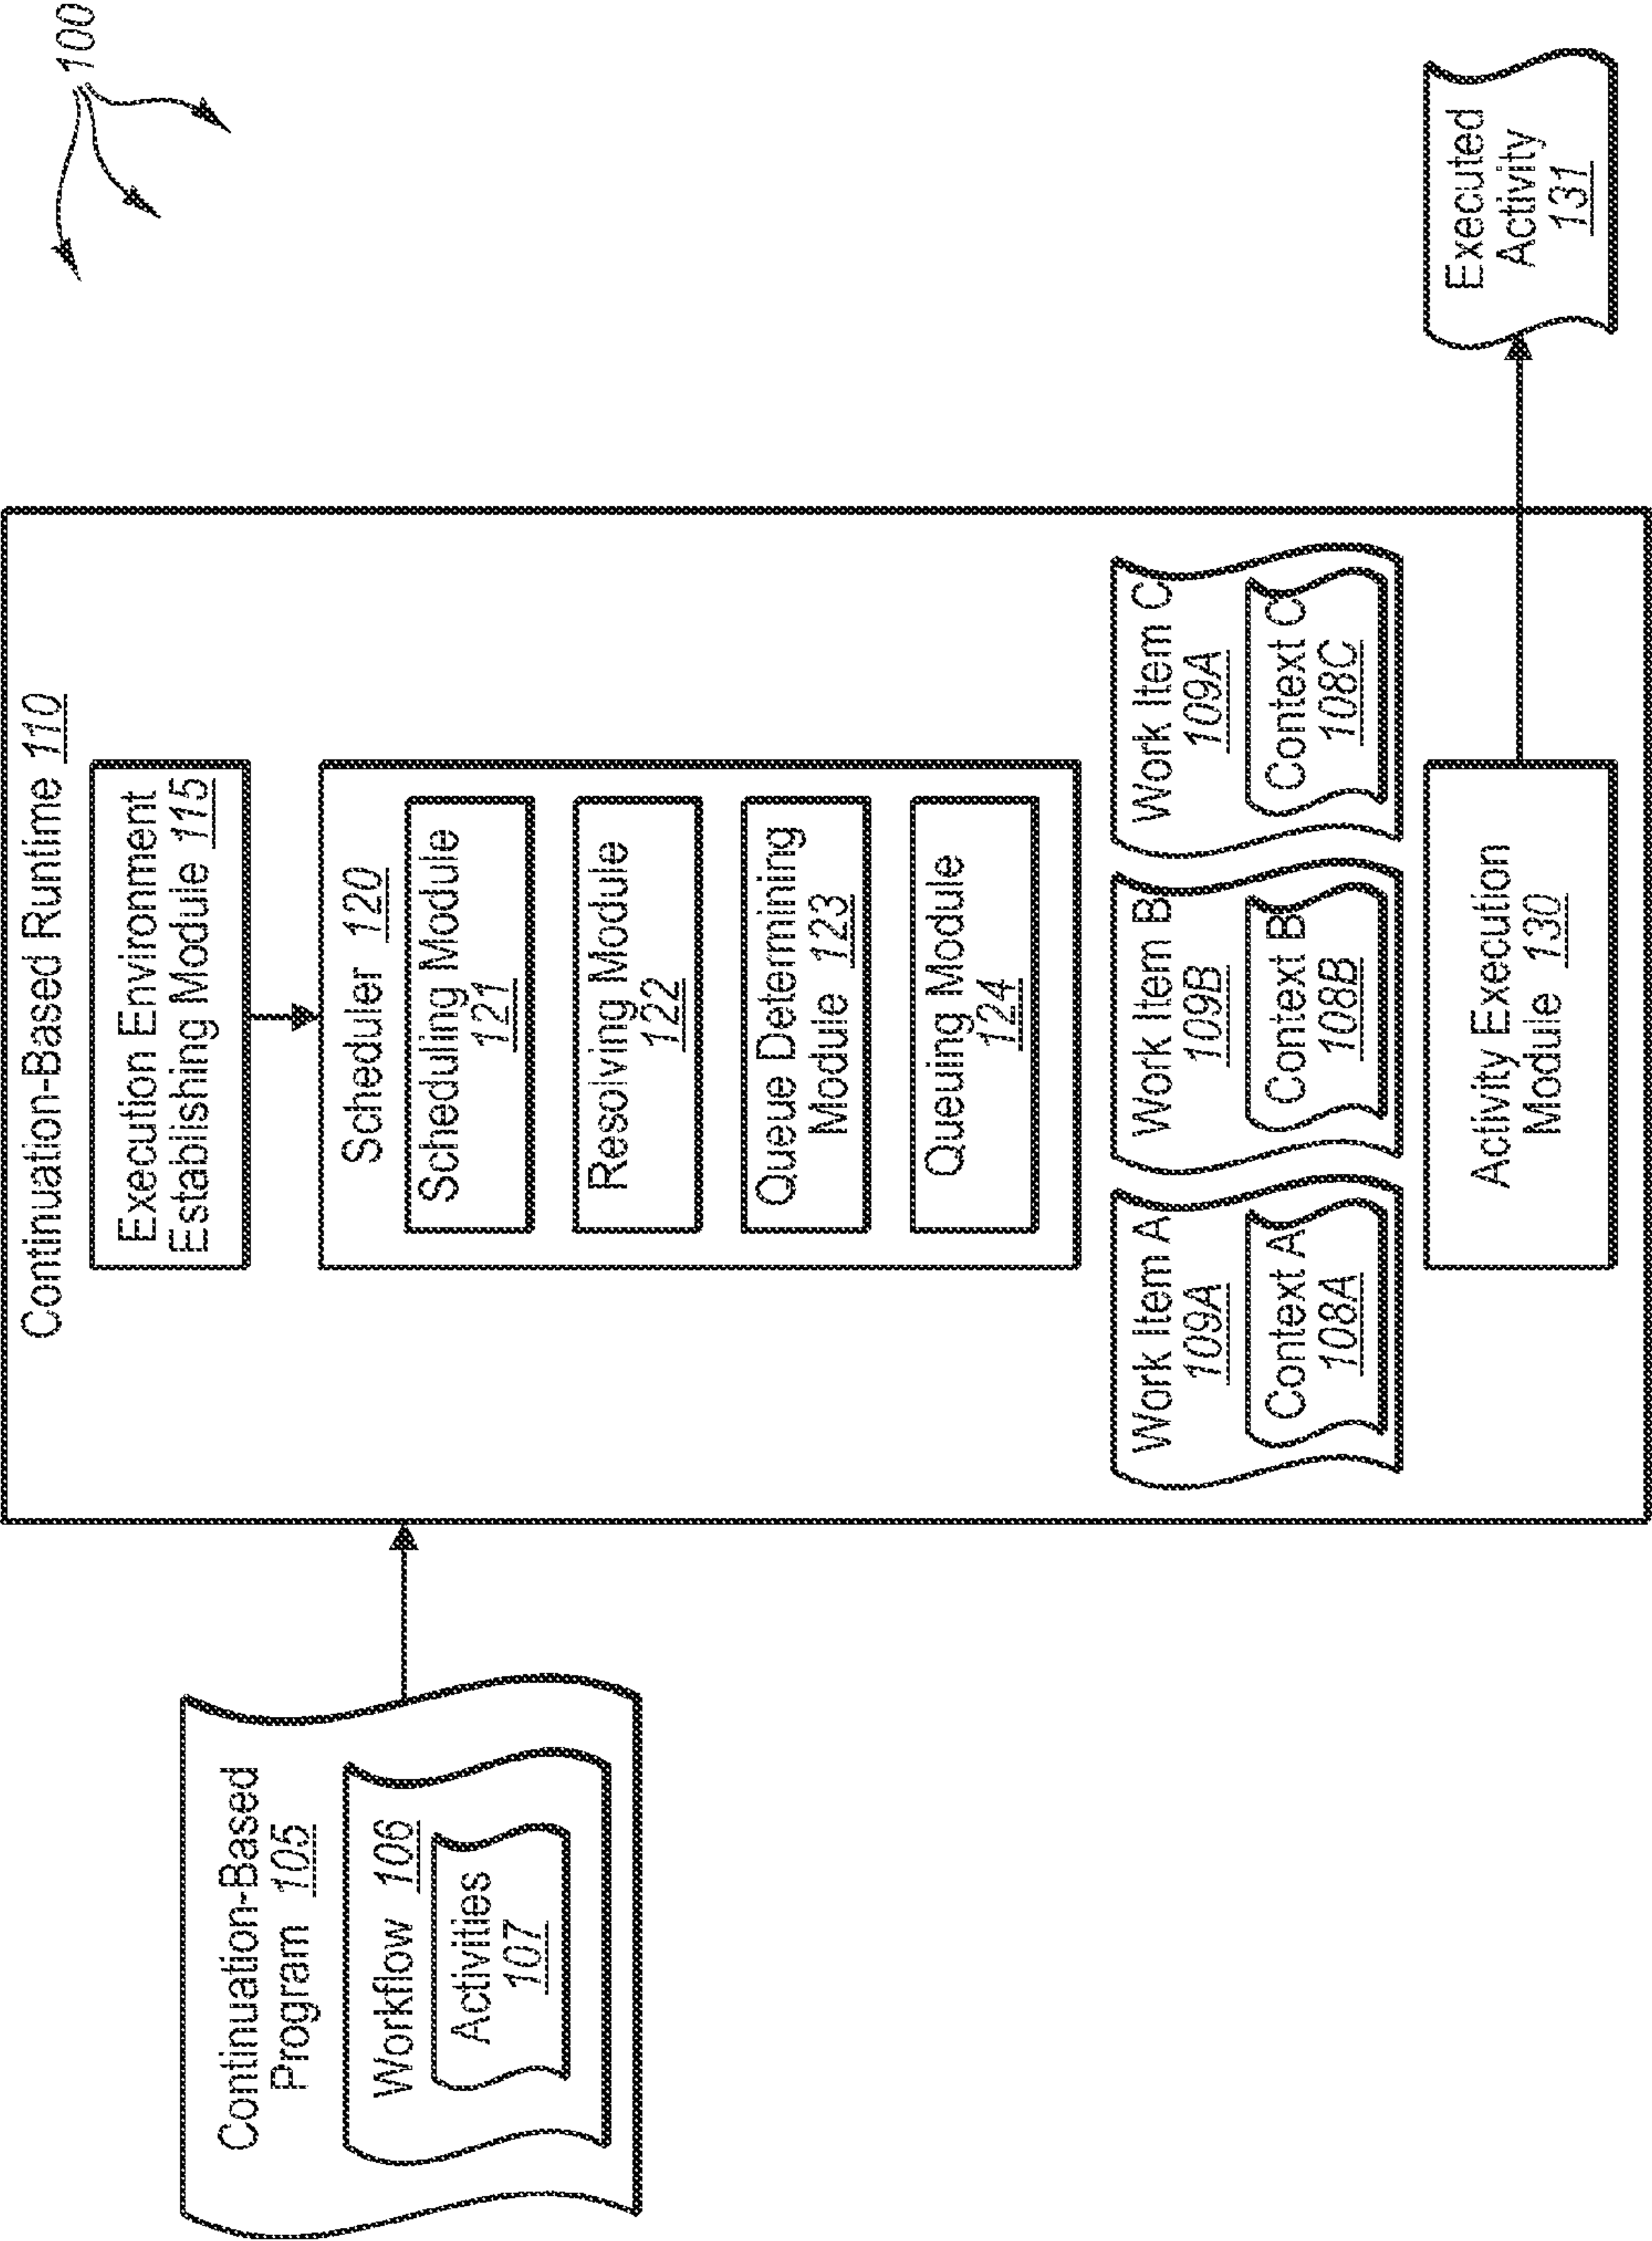 100
Continuation-Based
Program 105
Workflow 106
Activities
107
Continuation-Based Runtime 110
Execution Environment
Establishing Module 115
Scheduler 120
Scheduling Module
121
Resolving Module
122
Queue Determining
Module 123
Queuing Module
124
Work Item A
109A
Context A
108A
Work Item B
109B
Context B
108B
Work Item C
109A
Context C
108C
Activity Execution
Module 130
Executed
Activity
131